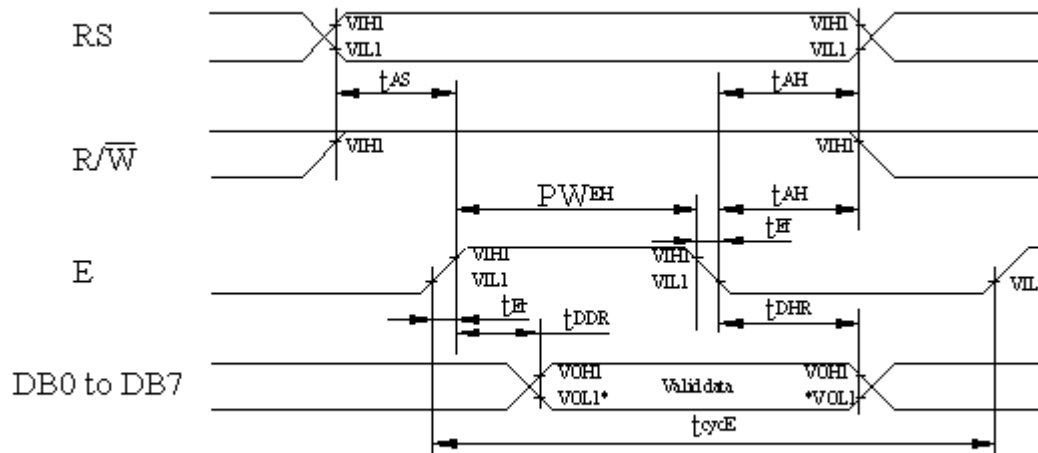 RS VIH1 VIH1
VIL1 VIL1
tAS tAH
R/W̅ VIH1 VIH1
PWEH tAH
tEf
E VIH1 VIH1
VIL1 VIL1 VIL
tEr tDDR tDHR
DB0 to DB7 VOH1 Valid data VOH1
VOL1* *VOL1
tcycE